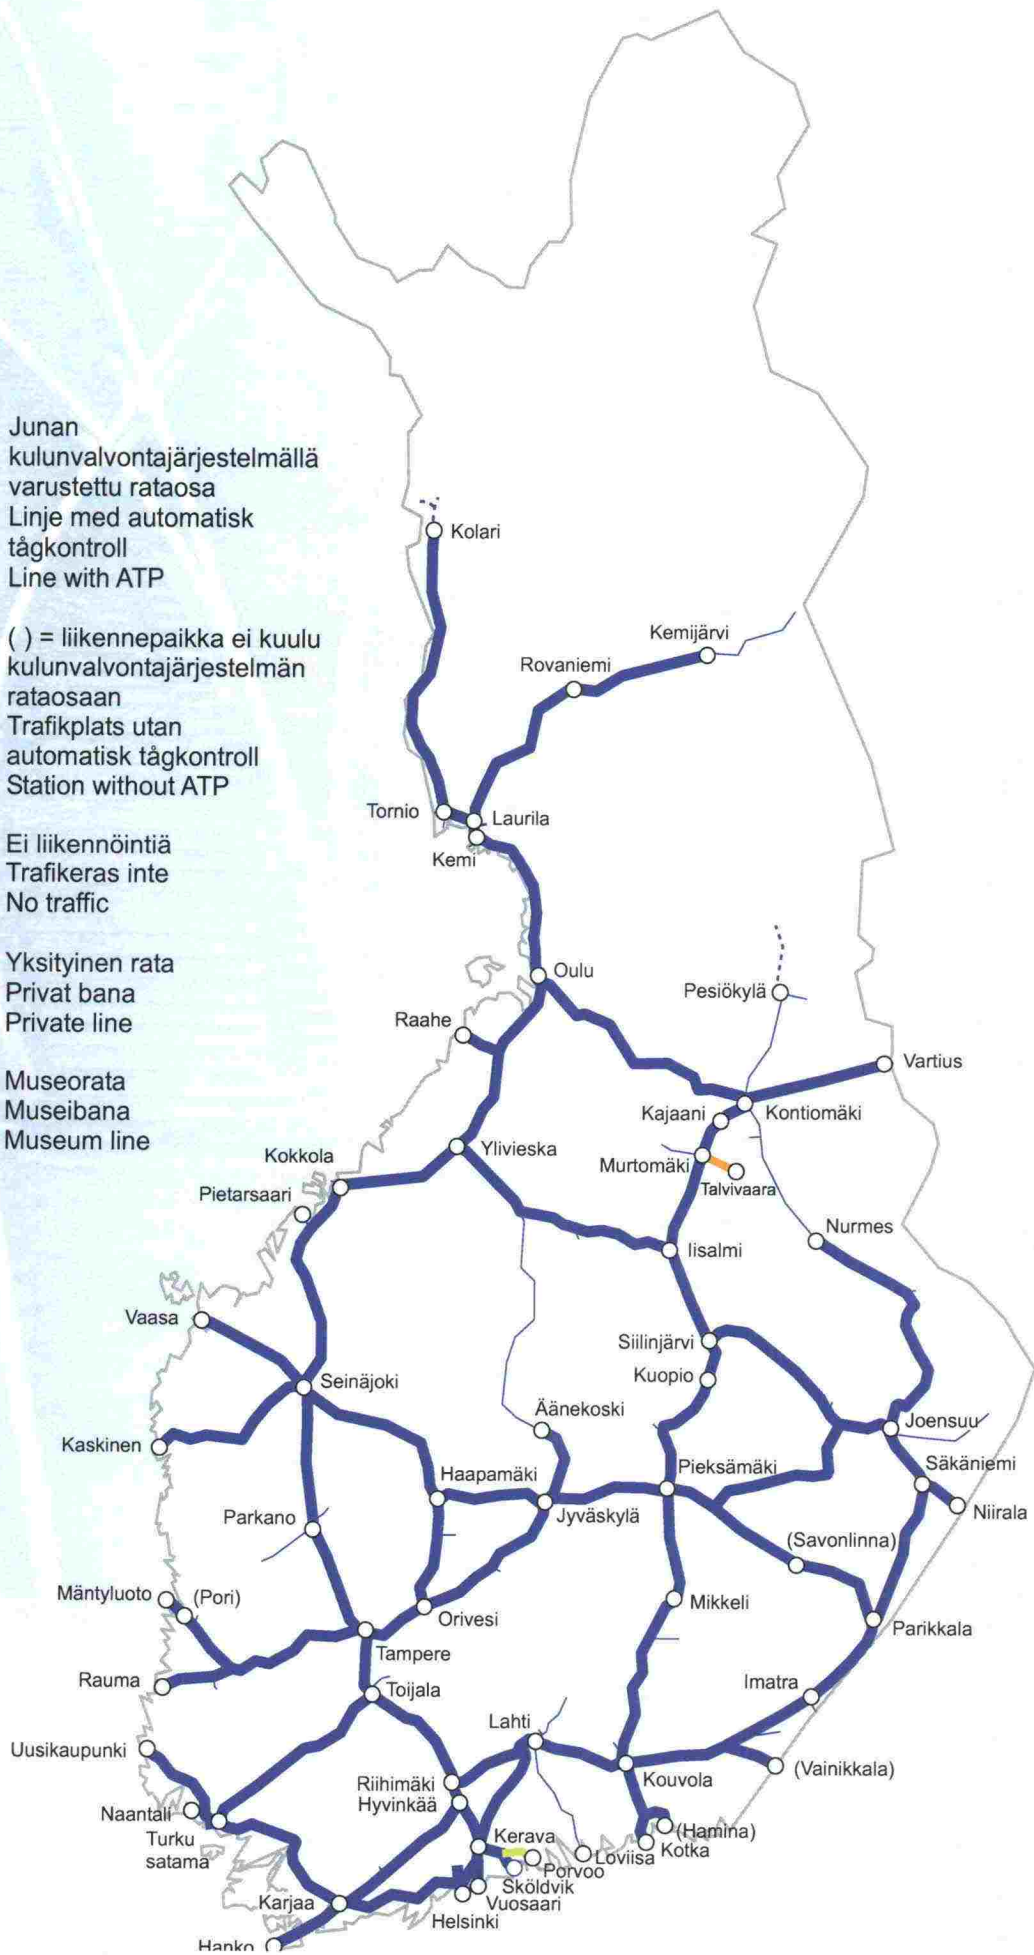 Junan
kulunvalvontajärjestelmällä
varustettu rataosa
Linje med automatisk
tågkontroll
Line with ATP
( ) = liikennepaikka ei kuulu
kulunvalvontajärjestelmän
rataosaan
Trafikplats utan
automatisk tågkontroll
Station without ATP
Ei liikennöintiä
Trafikeras inte
No traffic
Yksityinen rata
Privat bana
Private line
Museorata
Museibana
Museum line
Kolari
Kemijärvi
Rovaniemi
Tornio
Laurila
Kemi
Oulu
Pesiökylä
Raahe
Vartius
Kajaani
Kontiomäki
Ylivieska
Murtomäki
Kokkola
Talvivaara
Pietarsaari
Nurmes
Iisalmi
Vaasa
Siilinjärvi
Kuopio
Seinäjoki
Äänekoski
Joensuu
Kaskinen
Haapamäki
Pieksämäki
Säkäniemi
Parkano
Jyväskylä
Niirala
(Savonlinna)
Mäntyluoto
(Pori)
Orivesi
Mikkeli
Parikkala
Tampere
Rauma
Toijala
Imatra
Lahti
Uusikaupunki
Riihimäki
Kouvola
(Vainikkala)
Hyvinkää
Naantali
Turku
satama
Kerava
(Hamina)
Kotka
Loviisa
Porvoo
Sköldvik
Vuosaari
Karjaa
Helsinki
Hanko